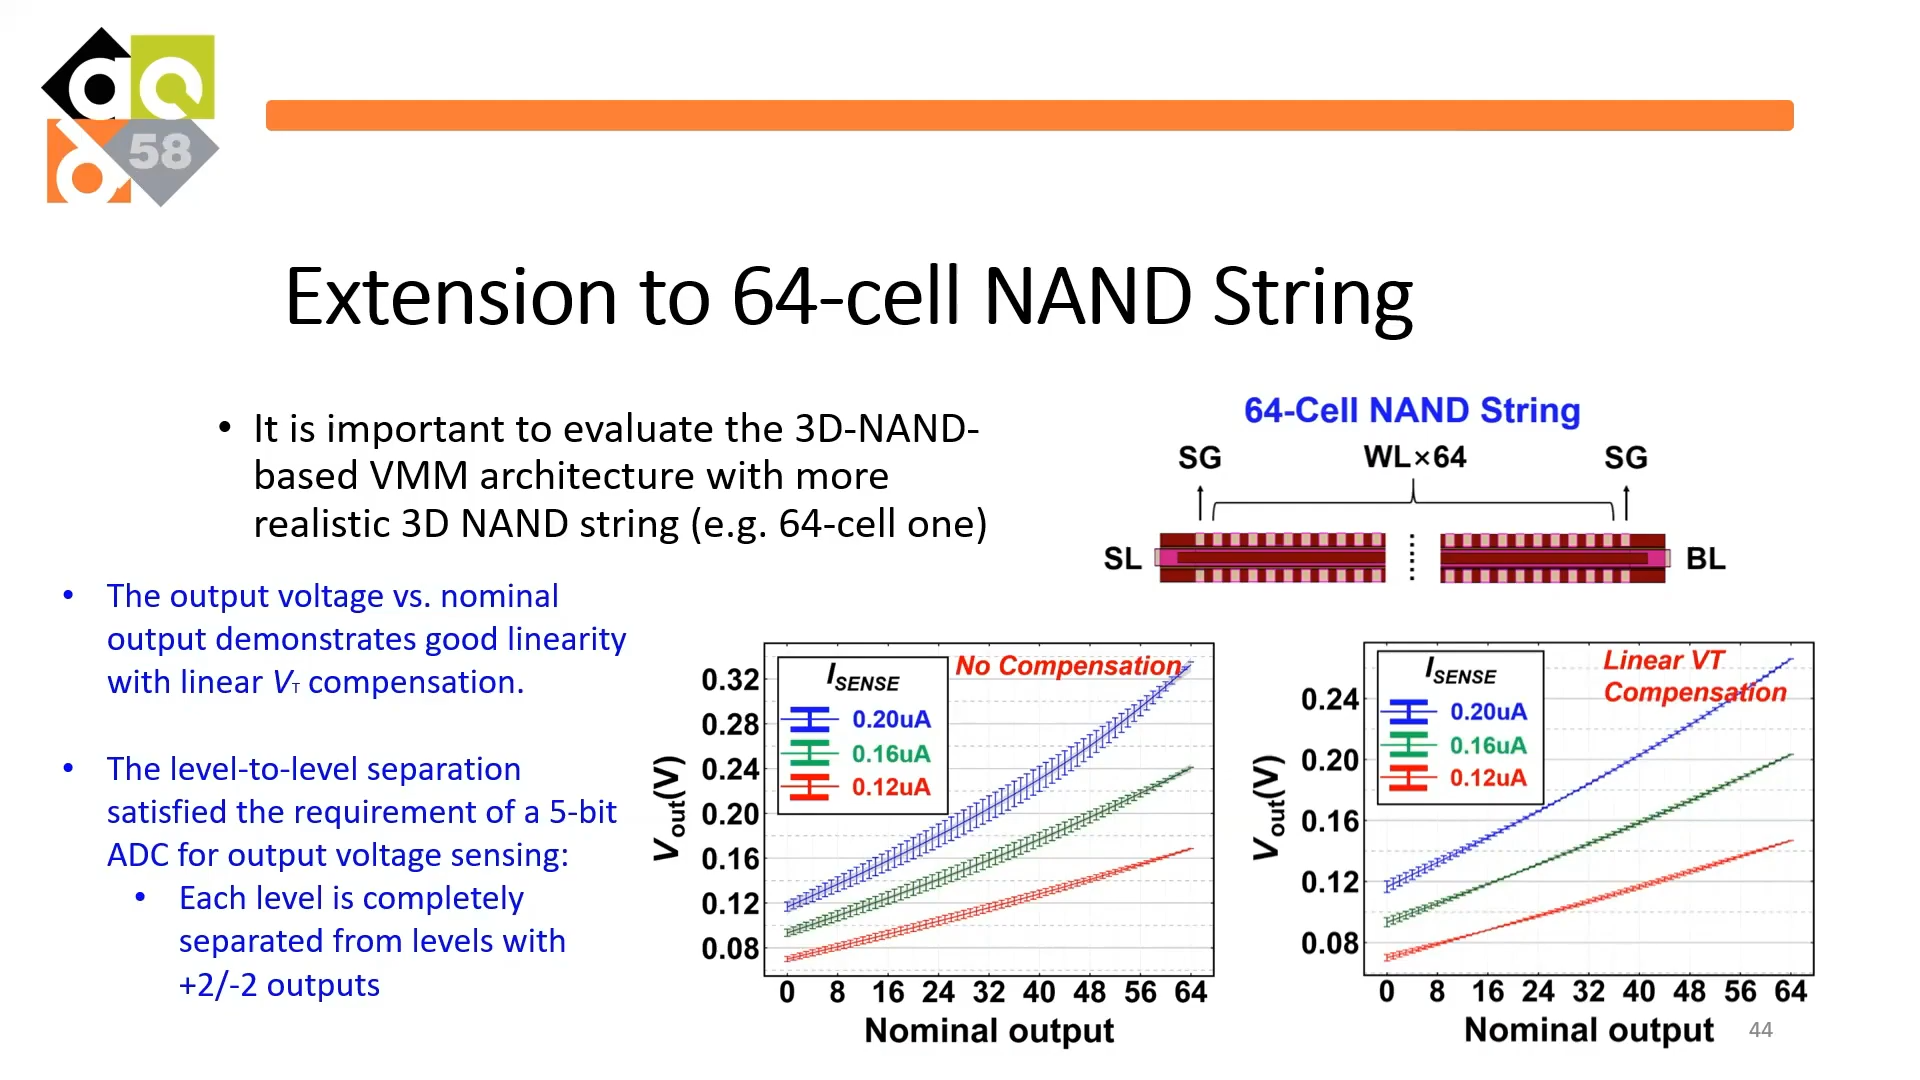 58
Extension to 64-cell NAND String
• It is important to evaluate the 3D-NAND-
based VMM architecture with more
realistic 3D NAND string (e.g. 64-cell one)
• The output voltage vs. nominal
output demonstrates good linearity
with linear VT compensation.
• The level-to-level separation
satisfied the requirement of a 5-bit
ADC for output voltage sensing:
• Each level is completely
separated from levels with
+2/-2 outputs
64-Cell NAND String
SG WL×64 SG
SL BL
No Compensation
ISENSE
0.20uA
0.16uA
0.12uA
Vout(V)
0.32
0.28
0.24
0.20
0.16
0.12
0.08
0 8 16 24 32 40 48 56 64
Nominal output
Linear VT
Compensation
ISENSE
0.20uA
0.16uA
0.12uA
Vout(V)
0.24
0.20
0.16
0.12
0.08
0 8 16 24 32 40 48 56 64
Nominal output
44